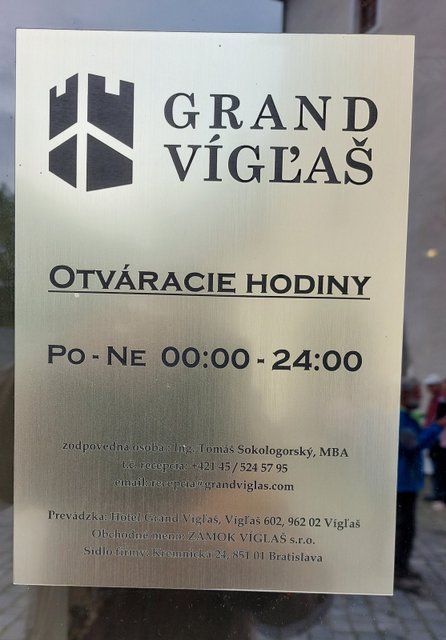 GRAND
VÍGĽAŠ
OTVÁRACIE HODINY
PO - NE 00:00 - 24:00
zodpovedná osoba : Ing. Tomáš Sokologorský, MBA
t.č. recepcia: +421 45 / 524 57 95
email: recepcia@grandviglas.com
Prevádzka: Hotel Grand Vígľaš, Vígľaš 602, 962 02 Vígľaš
Obchodné meno: ZÁMOK VÍGLAŠ s.r.o.
Sídlo firmy: Kremnická 24, 851 01 Bratislava